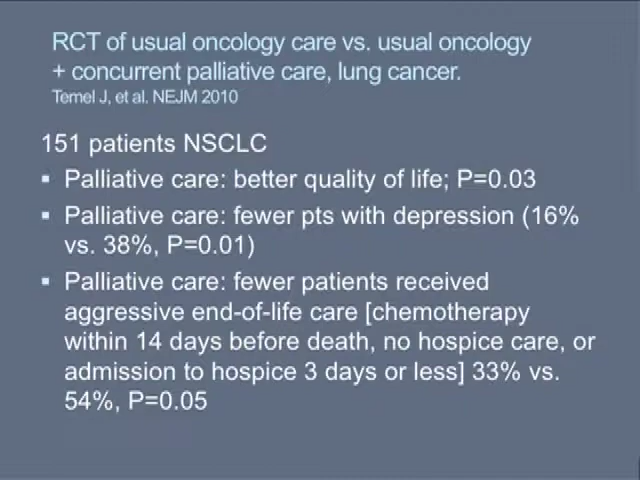 RCT of usual oncology care vs. usual oncology
+ concurrent palliative care, lung cancer.
Temel J, et al. NEJM 2010
151 patients NSCLC
▪ Palliative care: better quality of life; P=0.03
▪ Palliative care: fewer pts with depression (16%
vs. 38%, P=0.01)
▪ Palliative care: fewer patients received
aggressive end-of-life care [chemotherapy
within 14 days before death, no hospice care, or
admission to hospice 3 days or less] 33% vs.
54%, P=0.05